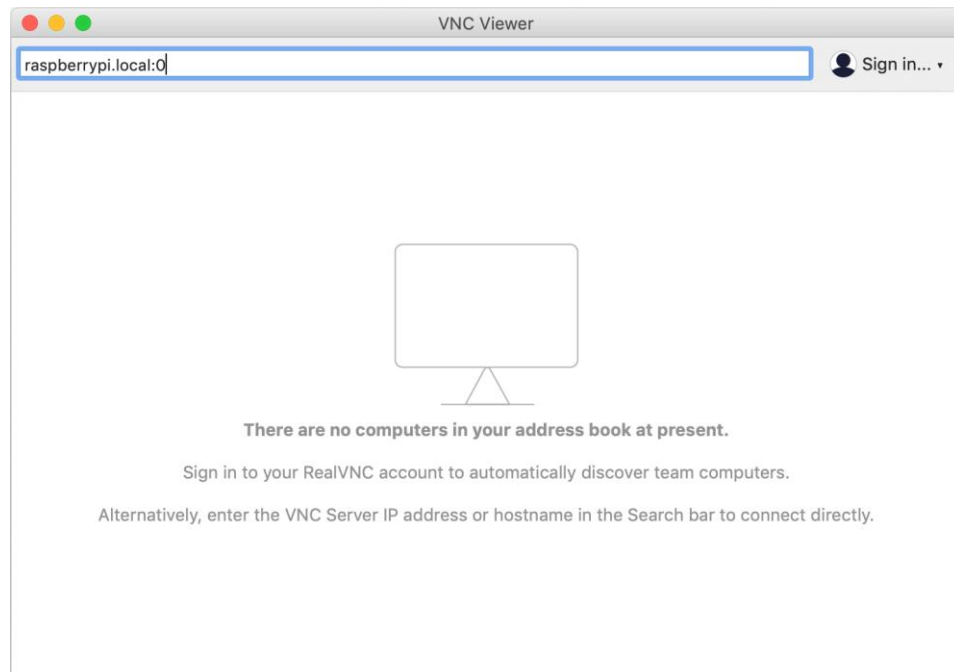 VNC Viewer
raspberrypi.local:0
Sign in...
There are no computers in your address book at present.
Sign in to your RealVNC account to automatically discover team computers.
Alternatively, enter the VNC Server IP address or hostname in the Search bar to connect directly.